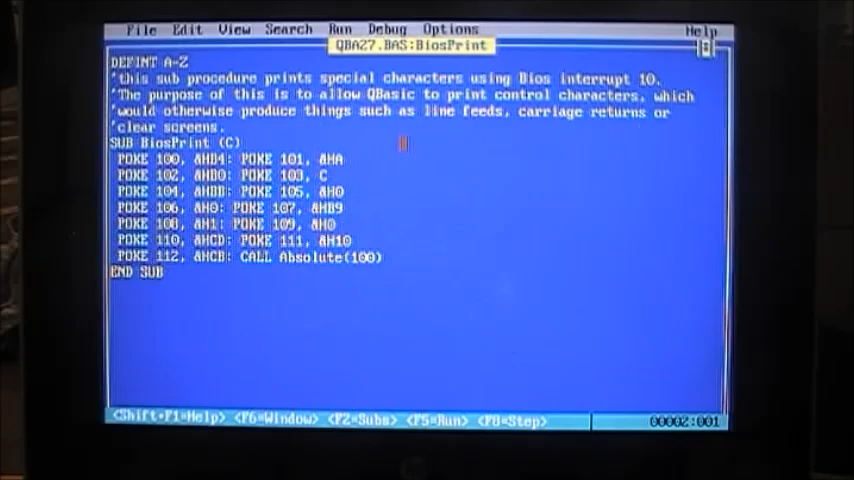 File Edit View Search Run Debug Options Help
QBA27.BAS:BiosPrint
DEFINT A-Z
'this sub procedure prints special characters using Bios interrupt 10.
'The purpose of this is to allow QBasic to print control characters, which
'would otherwise produce things such as line feeds, carriage returns or
'clear screens.
SUB BiosPrint (C)
POKE 100, &HB4: POKE 101, &HA
POKE 102, &HB0: POKE 103, C
POKE 104, &HBB: POKE 105, &H0
POKE 106, &H0: POKE 107, &HB9
POKE 108, &H1: POKE 109, &H0
POKE 110, &HCD: POKE 111, &H10
POKE 112, &HCB: CALL Absolute(100)
END SUB
<Shift+F1=Help> <F6=Window> <F2=Subs> <F5=Run> <F8=Step> 00002:001